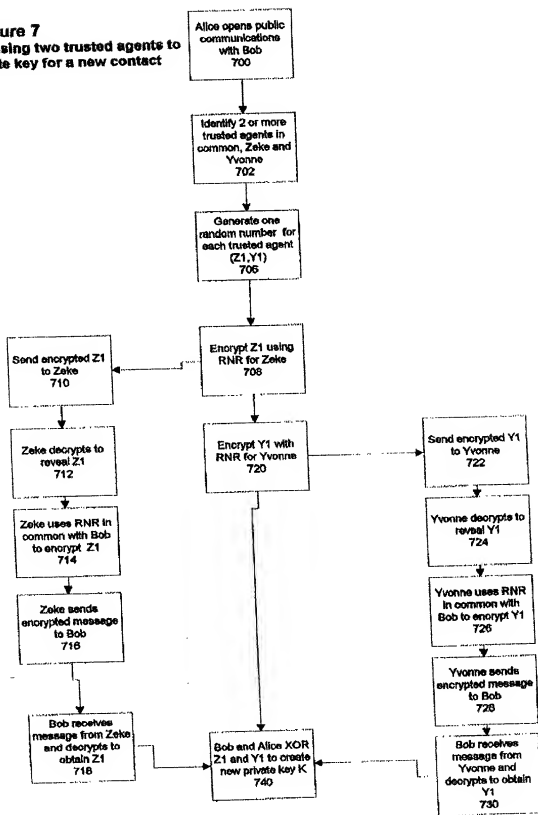 ure 7
sing two trusted agents to
te key for a new contact
Alice opens public
communications
with Bob
700
Identify 2 or more
trusted agents in
common, Zeke and
Yvonne
702
Generate one
random number for
each trusted agent
(Z1,Y1)
706
Encrypt Z1 using
RNR for Zeke
708
Send encrypted Z1
to Zeke
710
Zeke decrypts to
reveal Z1
712
Zeke uses RNR in
common with Bob
to encrypt Z1
714
Zeke sends
encrypted message
to Bob
716
Bob receives
message from Zeke
and decrypts to
obtain Z1
718
Encrypt Y1 with
RNR for Yvonne
720
Send encrypted Y1
to Yvonne
722
Yvonne decrypts to
reveal Y1
724
Yvonne uses RNR
in common with
Bob to encrypt Y1
726
Yvonne sends
encrypted message
to Bob
728
Bob receives
message from
Yvonne and
decrypts to obtain
Y1
730
Bob and Alice XOR
Z1 and Y1 to create
new private key K
740